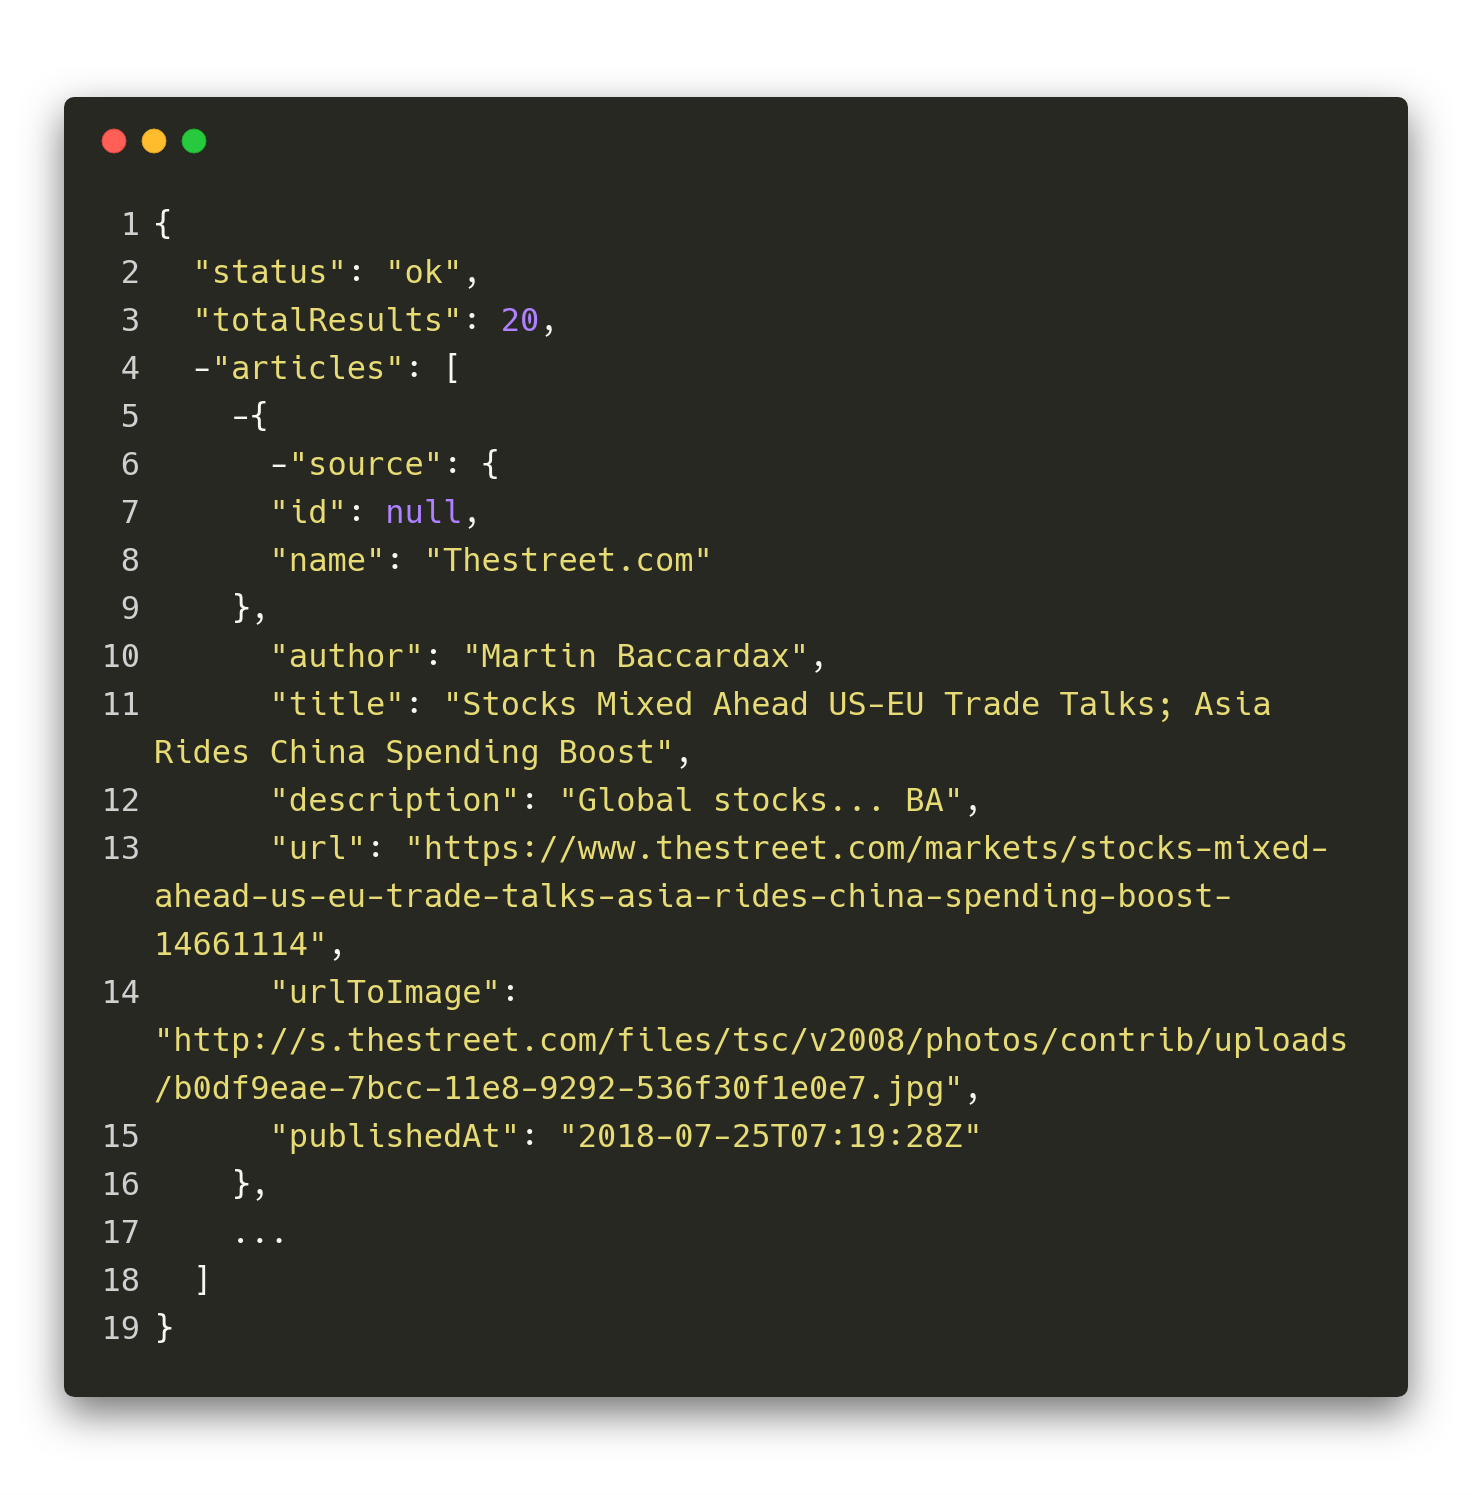 1 {
2   "status": "ok",
3   "totalResults": 20,
4   -"articles": [
5     -{
6       -"source": {
7       "id": null,
8       "name": "Thestreet.com"
9     },
10       "author": "Martin Baccardax",
11       "title": "Stocks Mixed Ahead US-EU Trade Talks; Asia
Rides China Spending Boost",
12       "description": "Global stocks... BA",
13       "url": "https://www.thestreet.com/markets/stocks-mixed-
ahead-us-eu-trade-talks-asia-rides-china-spending-boost-
14661114",
14       "urlToImage":
"http://s.thestreet.com/files/tsc/v2008/photos/contrib/uploads
/b0df9eae-7bcc-11e8-9292-536f30f1e0e7.jpg",
15       "publishedAt": "2018-07-25T07:19:28Z"
16     },
17     ...
18   ]
19 }